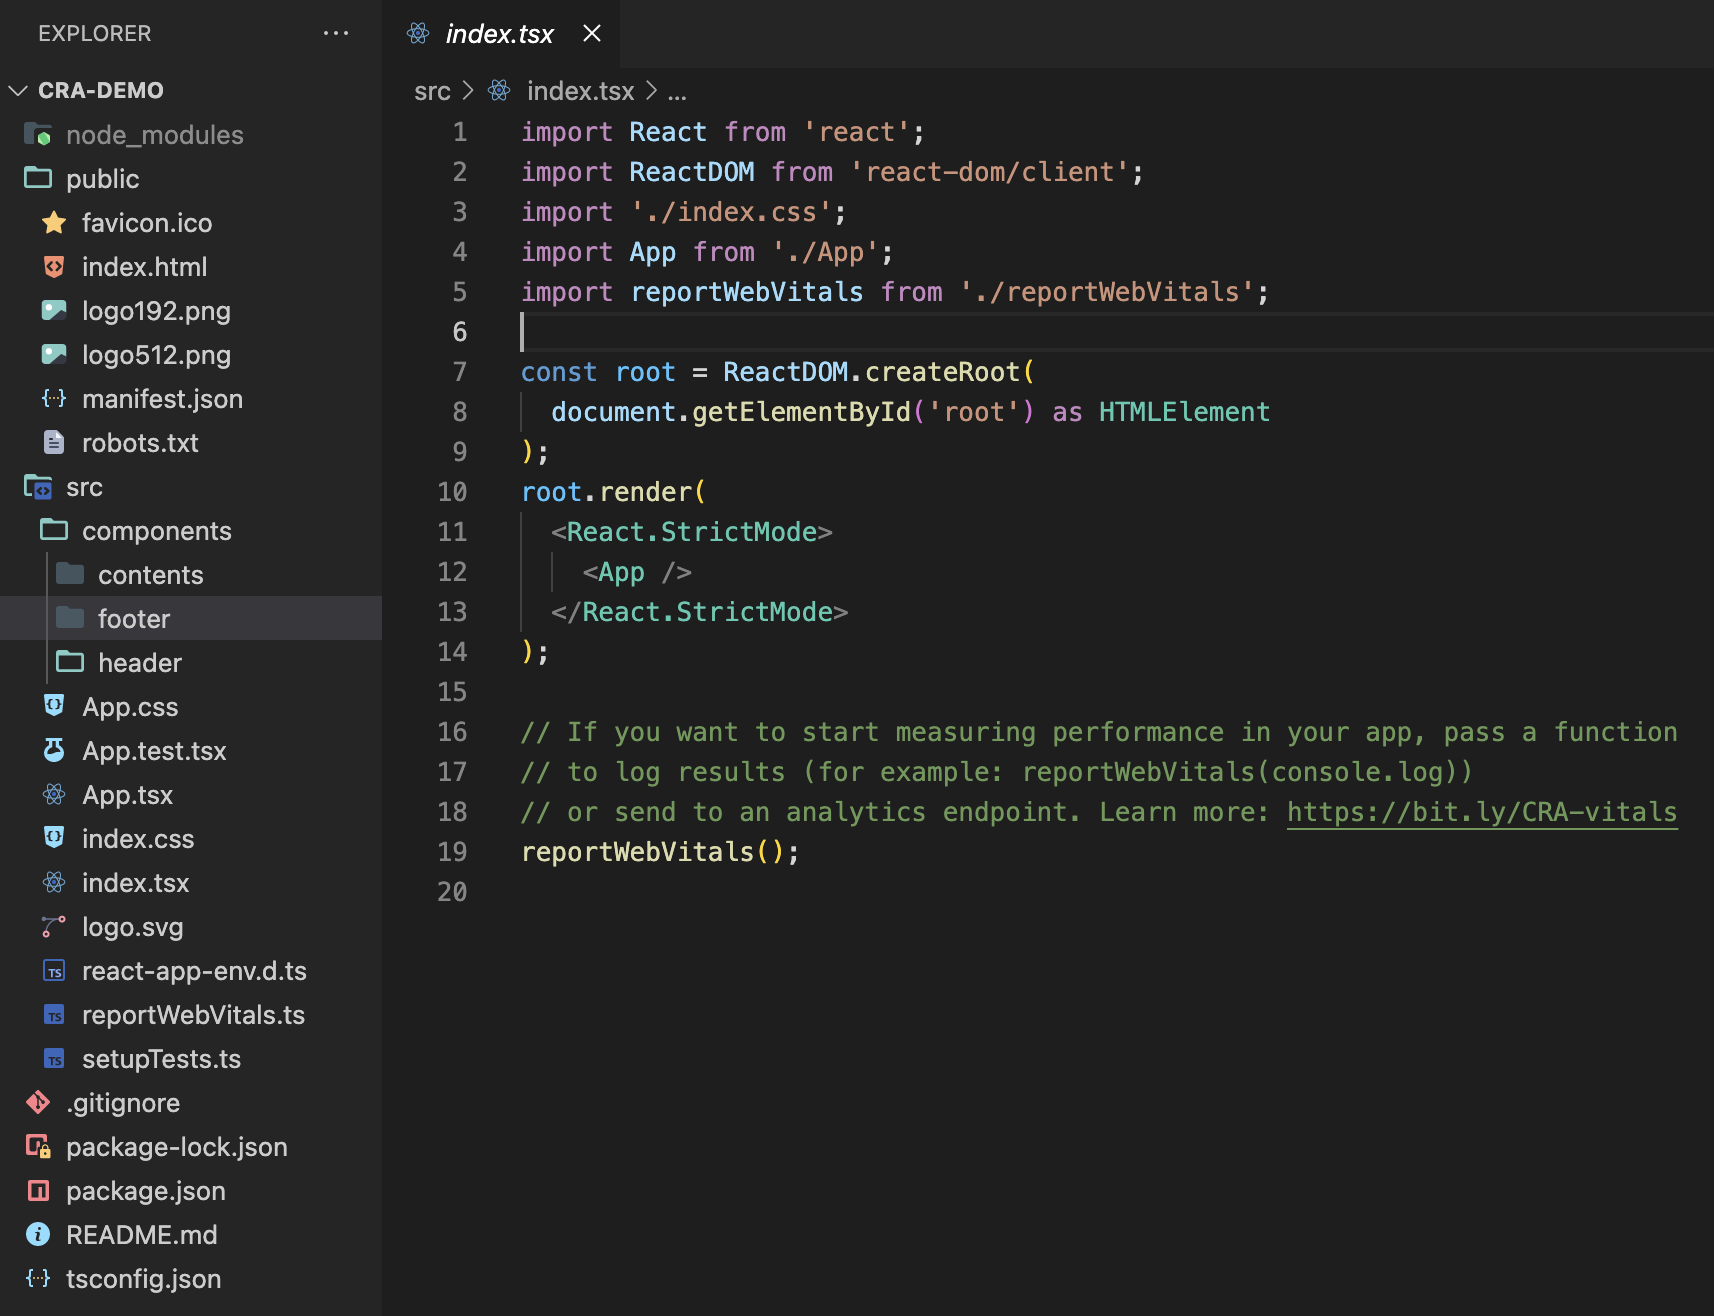 EXPLORER
CRA-DEMO
node_modules
public
favicon.ico
index.html
logo192.png
logo512.png
manifest.json
robots.txt
src
components
contents
footer
header
App.css
App.test.tsx
App.tsx
index.css
index.tsx
logo.svg
react-app-env.d.ts
reportWebVitals.ts
setupTests.ts
.gitignore
package-lock.json
package.json
README.md
tsconfig.json
index.tsx
src > index.tsx > ...
1 import React from 'react';
2 import ReactDOM from 'react-dom/client';
3 import './index.css';
4 import App from './App';
5 import reportWebVitals from './reportWebVitals';
6
7 const root = ReactDOM.createRoot(
8   document.getElementById('root') as HTMLElement
9 );
10 root.render(
11   <React.StrictMode>
12     <App />
13   </React.StrictMode>
14 );
15
16 // If you want to start measuring performance in your app, pass a function
17 // to log results (for example: reportWebVitals(console.log))
18 // or send to an analytics endpoint. Learn more: https://bit.ly/CRA-vitals
19 reportWebVitals();
20